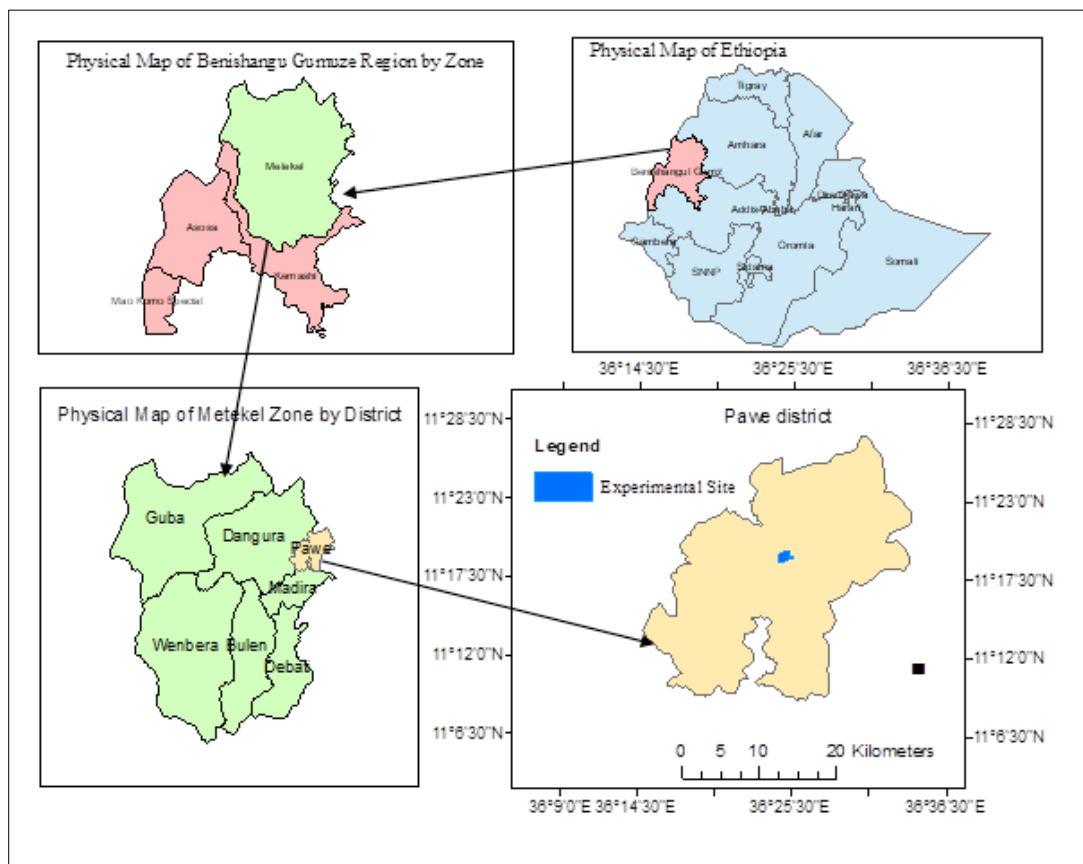 Physical Map of Benishangu Gumuze Region by Zone
Metekel
Asosa
Kamashi
Mao Komo Special
Physical Map of Ethiopia
Tigray
Afar
Amhara
Benishangul Gumz
Harari
Gambela
Oromia
Somali
SNNP
Sidama
Physical Map of Metekel Zone by District
Guba
Dangura
Pawe
Madira
Wenbera
Bulen
Debati
36°14'30"E
36°25'30"E
36°36'30"E
11°28'30"N
11°23'0"N
11°17'30"N
11°12'0"N
11°6'30"N
Pawe district
Legend
Experimental Site
0 5 10 20 Kilometers
11°28'30"N
11°23'0"N
11°17'30"N
11°12'0"N
11°6'30"N
36°9'0"E
36°14'30"E
36°25'30"E
36°36'30"E